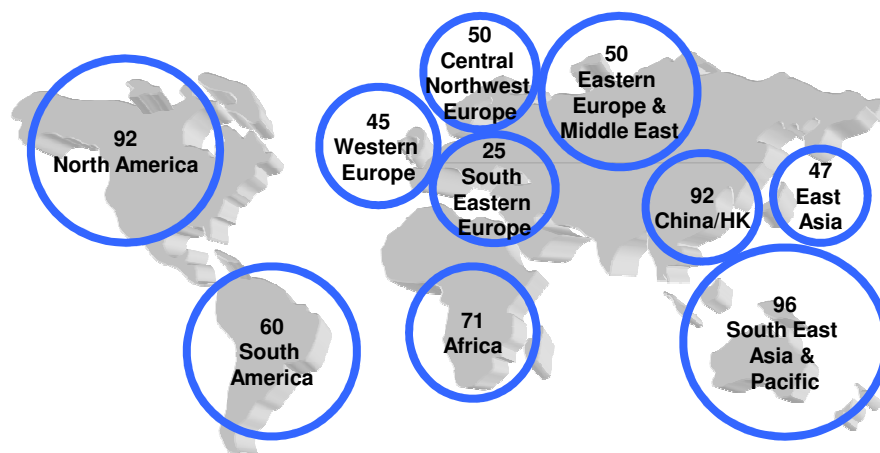 92
North America
45
Western
Europe
50
Central
Northwest
Europe
25
South
Eastern
Europe
50
Eastern
Europe &
Middle East
92
China/HK
47
East
Asia
60
South
America
71
Africa
96
South East
Asia &
Pacific